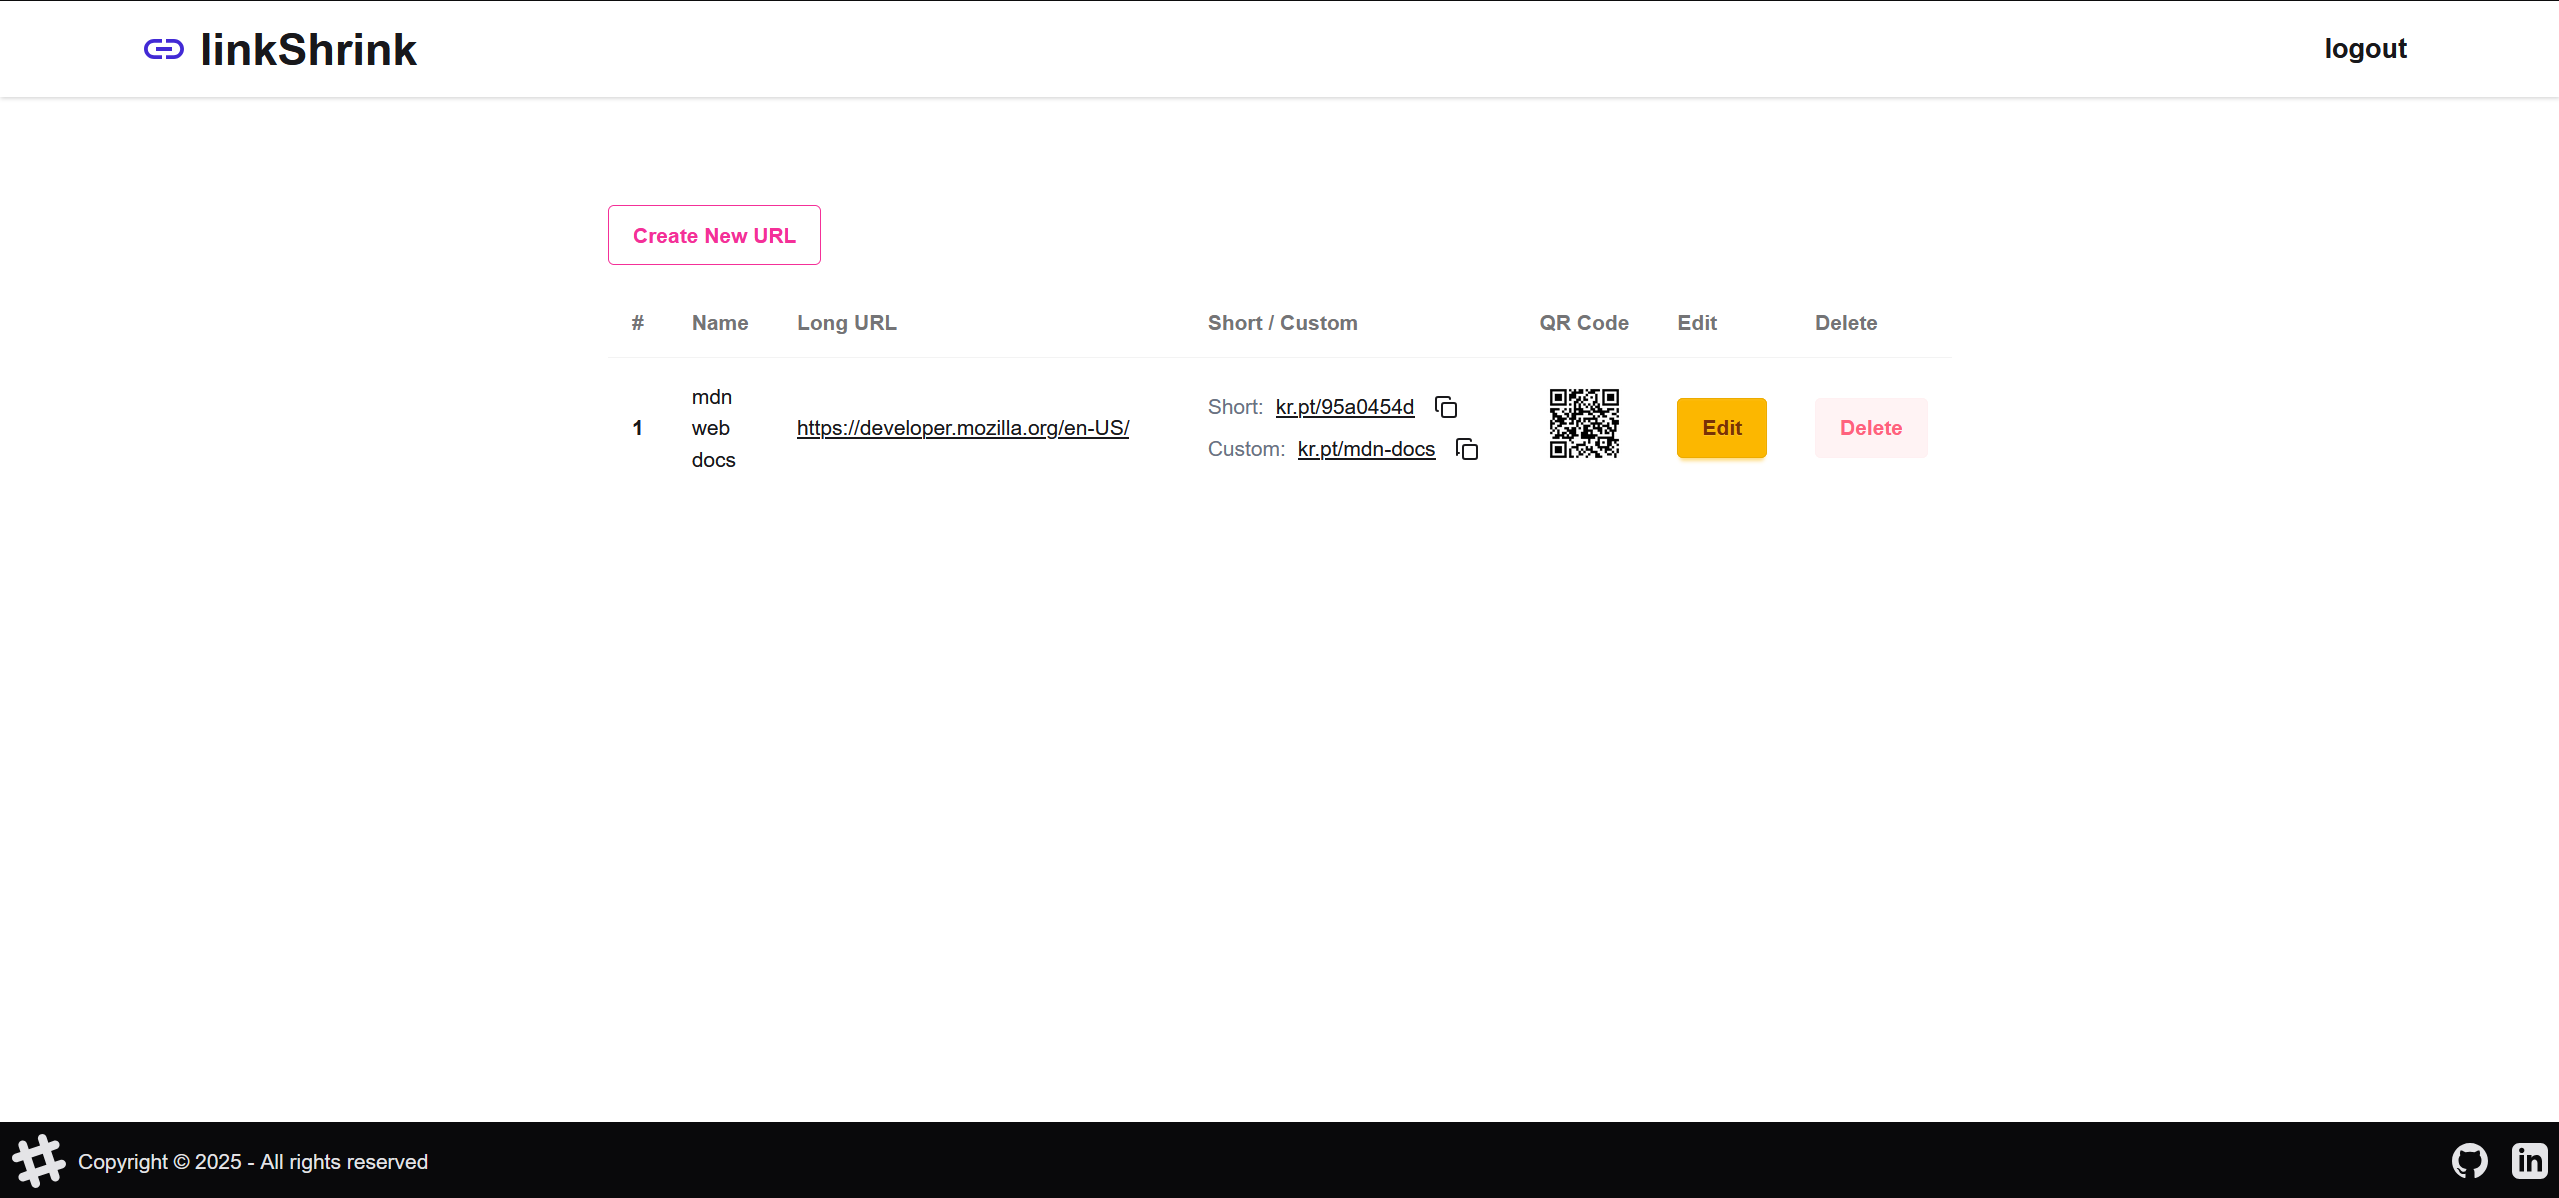 linkShrink
logout
Create New URL
# Name Long URL Short / Custom QR Code Edit Delete
1
mdn
web
docs
https://developer.mozilla.org/en-US/
Short: kr.pt/95a0454d
Custom: kr.pt/mdn-docs
Edit
Delete
Copyright © 2025 - All rights reserved
in